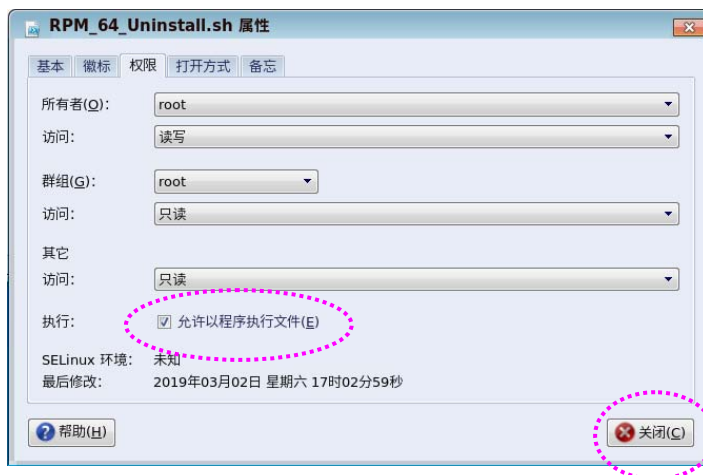 RPM_64_Uninstall.sh 属性
基本 徽标 权限 打开方式 备忘
所有者(O): root
访问: 读写
群组(G): root
访问: 只读
其它
访问: 只读
执行: 允许以程序执行文件(E)
SELinux 环境: 未知
最后修改: 2019年03月02日 星期六 17时02分59秒
帮助(H) 关闭(C)